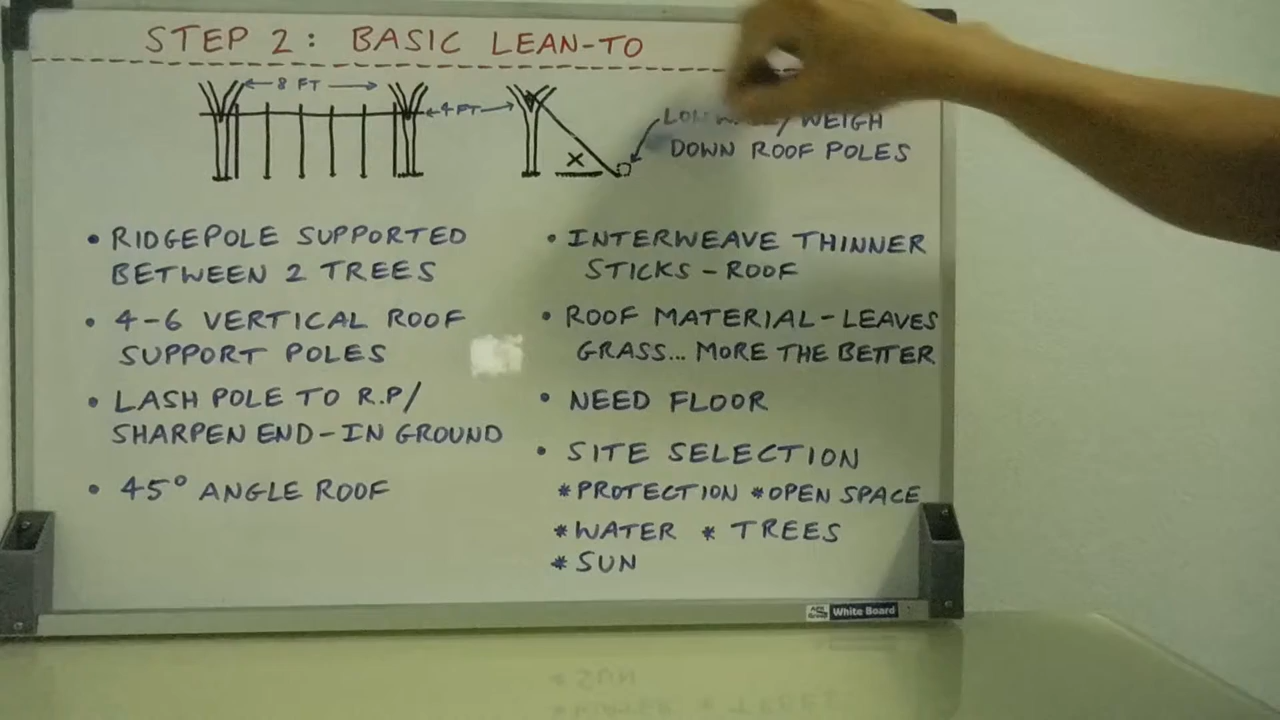 STEP 2: BASIC LEAN-TO
8 FT
4 FT
X
WEIGH
DOWN ROOF POLES
• RIDGEPOLE SUPPORTED
BETWEEN 2 TREES
• 4-6 VERTICAL ROOF
SUPPORT POLES
• LASH POLE TO R.P/
SHARPEN END-IN GROUND
• 45° ANGLE ROOF
• INTERWEAVE THINNER
STICKS-ROOF
• ROOF MATERIAL-LEAVES
GRASS... MORE THE BETTER
• NEED FLOOR
• SITE SELECTION
*PROTECTION *OPEN SPACE
*WATER * TREES
*SUN
White Board